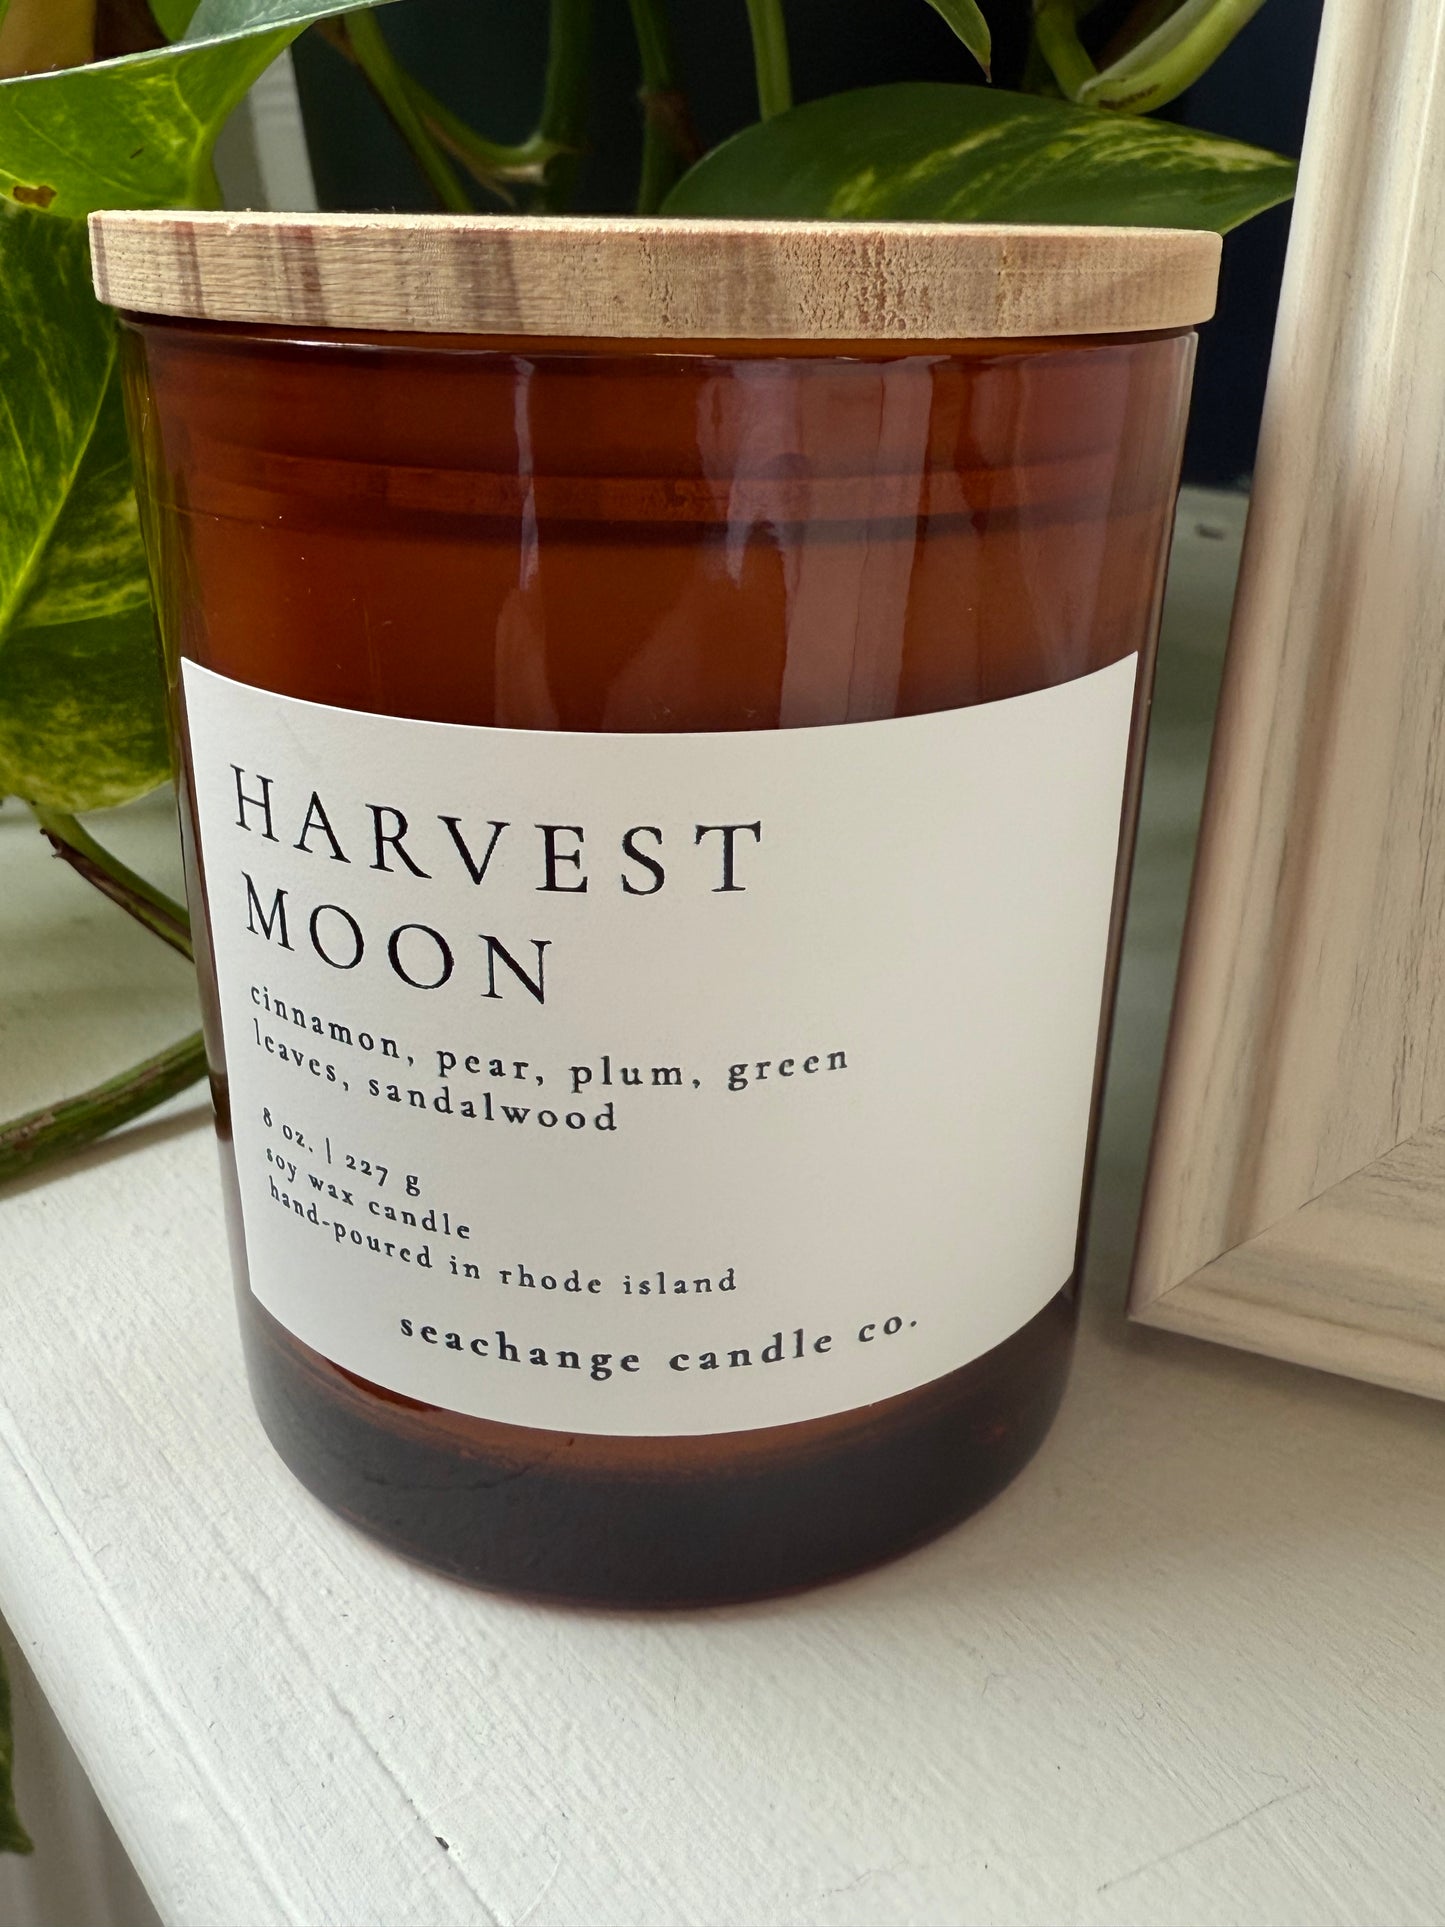 HARVEST
MOON
cinnamon, pear, plum, green
leaves, sandalwood
8 oz. | 227 g
soy wax candle
hand-poured in rhode island
seachange candle co.